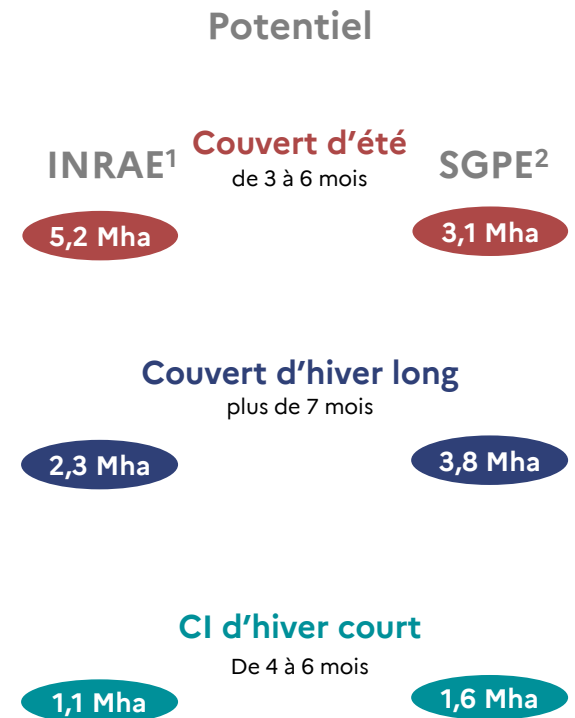 Potentiel
Couvert d'été
INRAE¹
SGPE²
de 3 à 6 mois
5,2 Mha
3,1 Mha
Couvert d'hiver long
plus de 7 mois
2,3 Mha
3,8 Mha
CI d'hiver court
De 4 à 6 mois
1,1 Mha
1,6 Mha